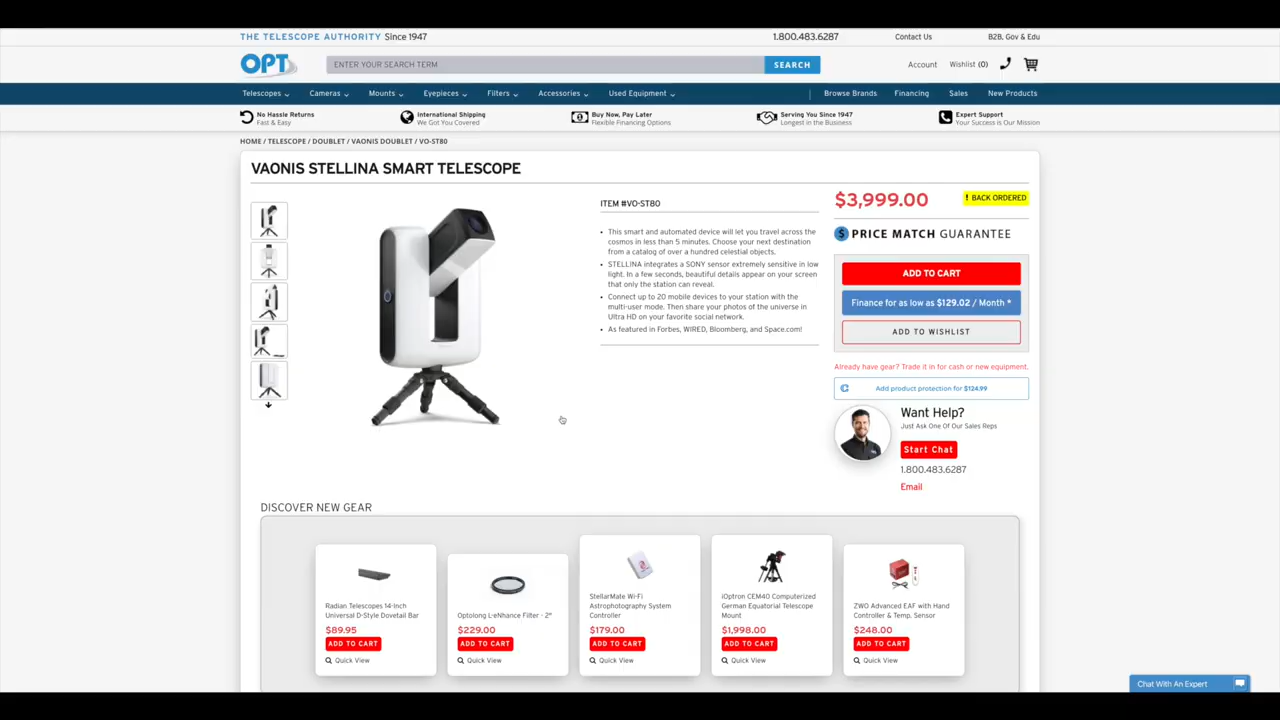 THE TELESCOPE AUTHORITY Since 1947
1.800.483.6287
Contact Us
B2B, Gov & Edu
OPT
ENTER YOUR SEARCH TERM
SEARCH
Account
Wishlist (0)
Telescopes
Cameras
Mounts
Eyepieces
Filters
Accessories
Used Equipment
Browse Brands
Financing
Sales
New Products
No Hassle Returns
Fast & Easy
International Shipping
We Got You Covered
Buy Now, Pay Later
Flexible Financing Options
Serving You Since 1947
Longest in the Business
Expert Support
Your Success is Our Mission
HOME / TELESCOPE / DOUBLET / VAONIS DOUBLET / VO-ST80
VAONIS STELLINA SMART TELESCOPE
ITEM #VO-ST80
This smart and automated device will let you travel across the
cosmos in less than 5 minutes. Choose your next destination
from a catalog of over a hundred celestial objects.
STELLINA integrates a SONY sensor extremely sensitive in low
light. In a few seconds, beautiful details appear on your screen
that only the station can reveal.
Connect up to 20 mobile devices to your station with the
multi-user mode. Then share your photos of the universe in
Ultra HD on your favorite social network.
As featured in Forbes, WIRED, Bloomberg, and Space.com!
$3,999.00
! BACK ORDERED
$ PRICE MATCH GUARANTEE
ADD TO CART
Finance for as low as $129.02 / Month *
ADD TO WISHLIST
Already have gear? Trade it in for cash or new equipment.
Add product protection for $124.99
Want Help?
Just Ask One Of Our Sales Reps
Start Chat
1.800.483.6287
Email
DISCOVER NEW GEAR
Radian Telescopes 14-Inch
Universal D-Style Dovetail Bar
$89.95
ADD TO CART
Quick View
Optolong L-eNhance Filter - 2"
$229.00
ADD TO CART
Quick View
StellarMate Wi-Fi
Astrophotography System
Controller
$179.00
ADD TO CART
Quick View
iOptron CEM40 Computerized
German Equatorial Telescope
Mount
$1,998.00
ADD TO CART
Quick View
ZWO Advanced EAF with Hand
Controller & Temp. Sensor
$248.00
ADD TO CART
Quick View
Chat With An Expert